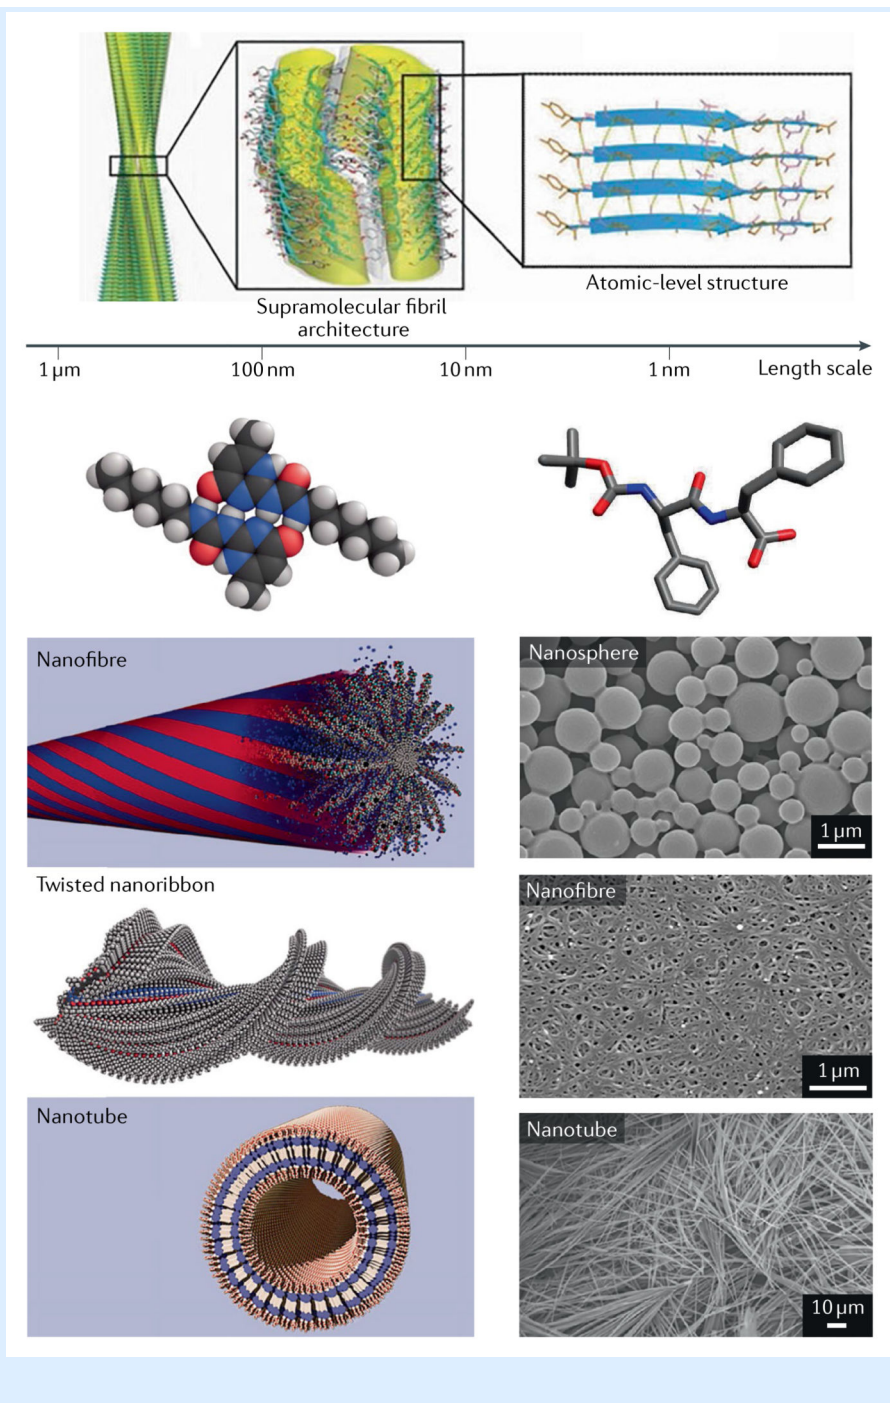 Atomic-level structure
Supramolecular fibril
architecture
1 µm
100 nm
10 nm
1 nm
Length scale
Nanofibre
Nanosphere
1 µm
Twisted nanoribbon
Nanofibre
1 µm
Nanotube
Nanotube
10 µm